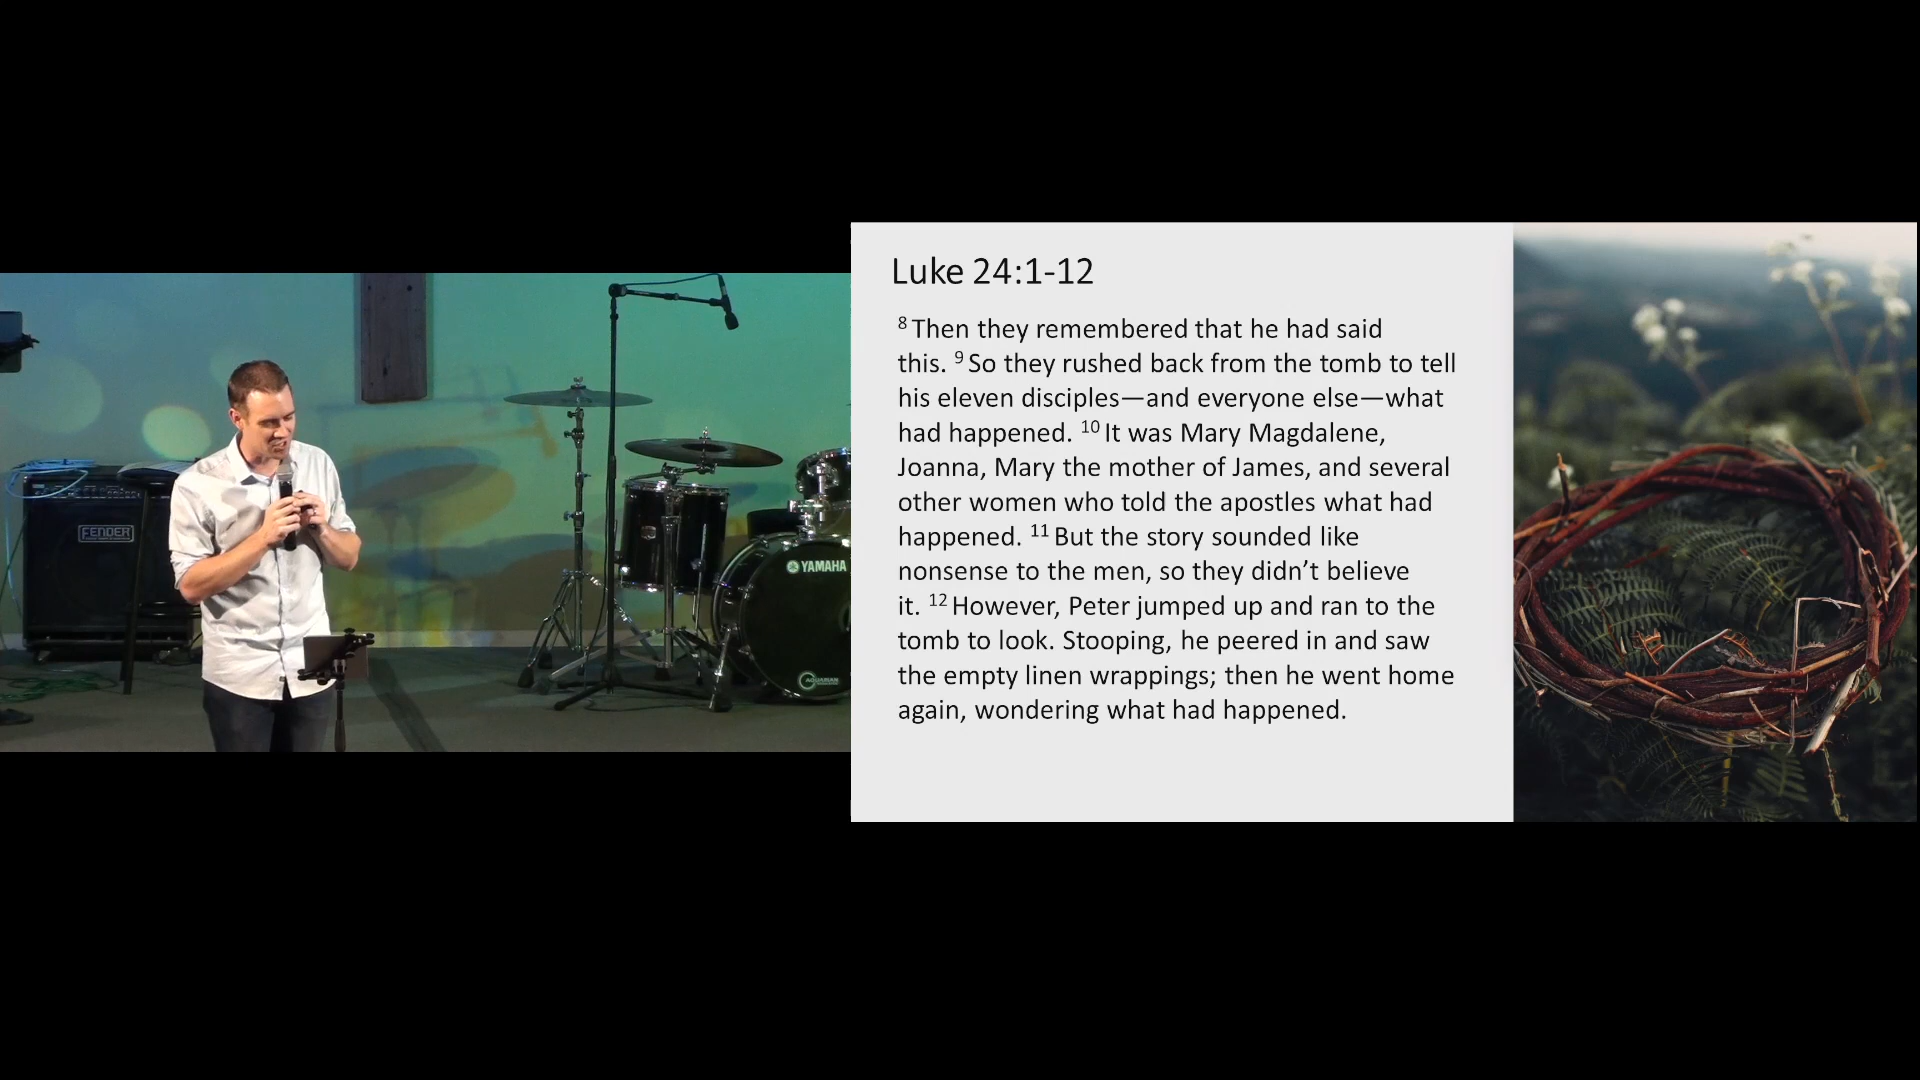 Luke 24:1-12
8 Then they remembered that he had said
this. 9 So they rushed back from the tomb to tell
his eleven disciples—and everyone else—what
had happened. 10 It was Mary Magdalene,
Joanna, Mary the mother of James, and several
other women who told the apostles what had
happened. 11 But the story sounded like
nonsense to the men, so they didn’t believe
it. 12 However, Peter jumped up and ran to the
tomb to look. Stooping, he peered in and saw
the empty linen wrappings; then he went home
again, wondering what had happened.
FENDER
YAMAHA
AQUARIAN